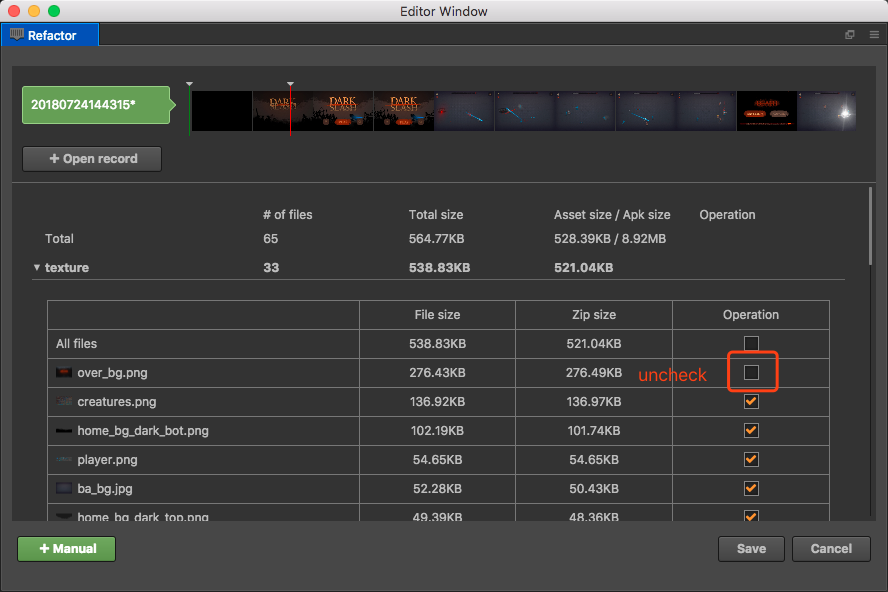 Editor Window
Refactor
20180724144315*
DARK
DARK SLASH
DARK SLASH
+ Open record
# of files Total size Asset size / Apk size Operation
Total 65 564.77KB 528.39KB / 8.92MB
texture 33 538.83KB 521.04KB
File size Zip size Operation
All files 538.83KB 521.04KB
over_bg.png 276.43KB 276.49KB uncheck
creatures.png 136.92KB 136.97KB
home_bg_dark_bot.png 102.19KB 101.74KB
player.png 54.65KB 54.65KB
ba_bg.jpg 52.28KB 50.43KB
home_bg_dark_top.png 49.39KB 48.36KB
+ Manual Save Cancel